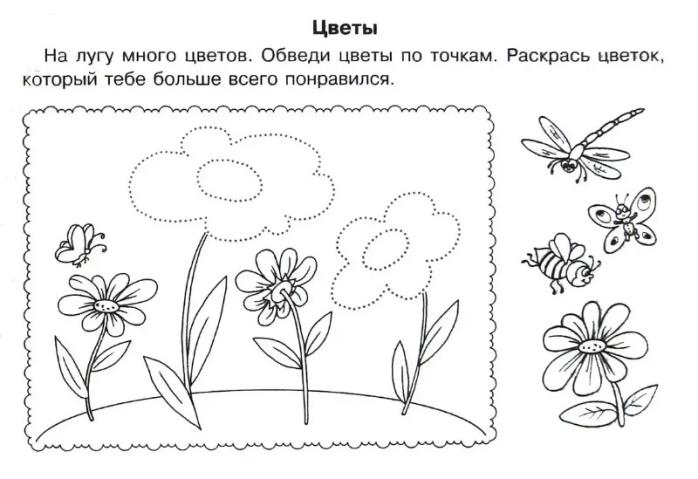 Цветы
На лугу много цветов. Обведи цветы по точкам. Раскрась цветок,
который тебе больше всего понравился.